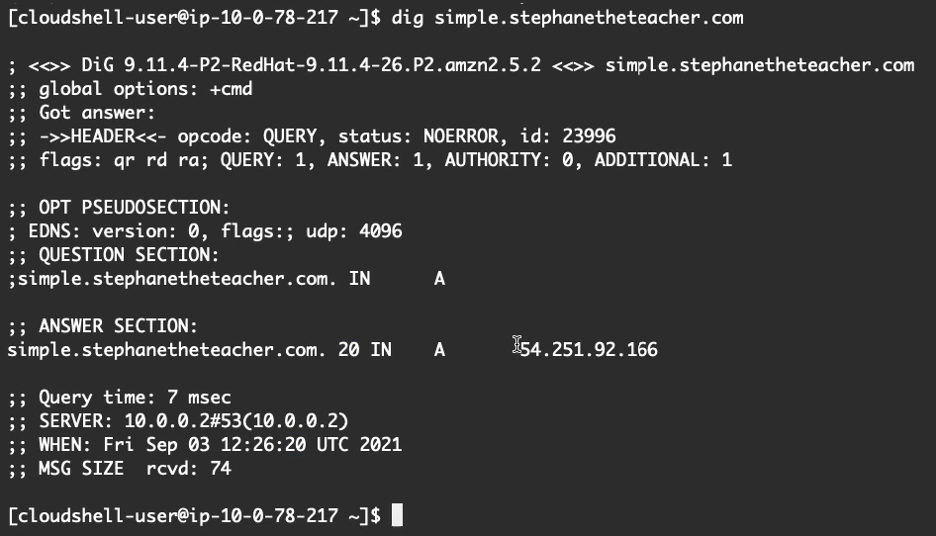 [cloudshell-user@ip-10-0-78-217 ~]$ dig simple.stephanetheteacher.com
; <<>> DiG 9.11.4-P2-RedHat-9.11.4-26.P2.amzn2.5.2 <<>> simple.stephanetheteacher.com
;; global options: +cmd
;; Got answer:
;; ->>HEADER<<- opcode: QUERY, status: NOERROR, id: 23996
;; flags: qr rd ra; QUERY: 1, ANSWER: 1, AUTHORITY: 0, ADDITIONAL: 1
;; OPT PSEUDOSECTION:
; EDNS: version: 0, flags:; udp: 4096
;; QUESTION SECTION:
;simple.stephanetheteacher.com. IN A
;; ANSWER SECTION:
simple.stephanetheteacher.com. 20 IN A 54.251.92.166
;; Query time: 7 msec
;; SERVER: 10.0.0.2#53(10.0.0.2)
;; WHEN: Fri Sep 03 12:26:20 UTC 2021
;; MSG SIZE rcvd: 74
[cloudshell-user@ip-10-0-78-217 ~]$